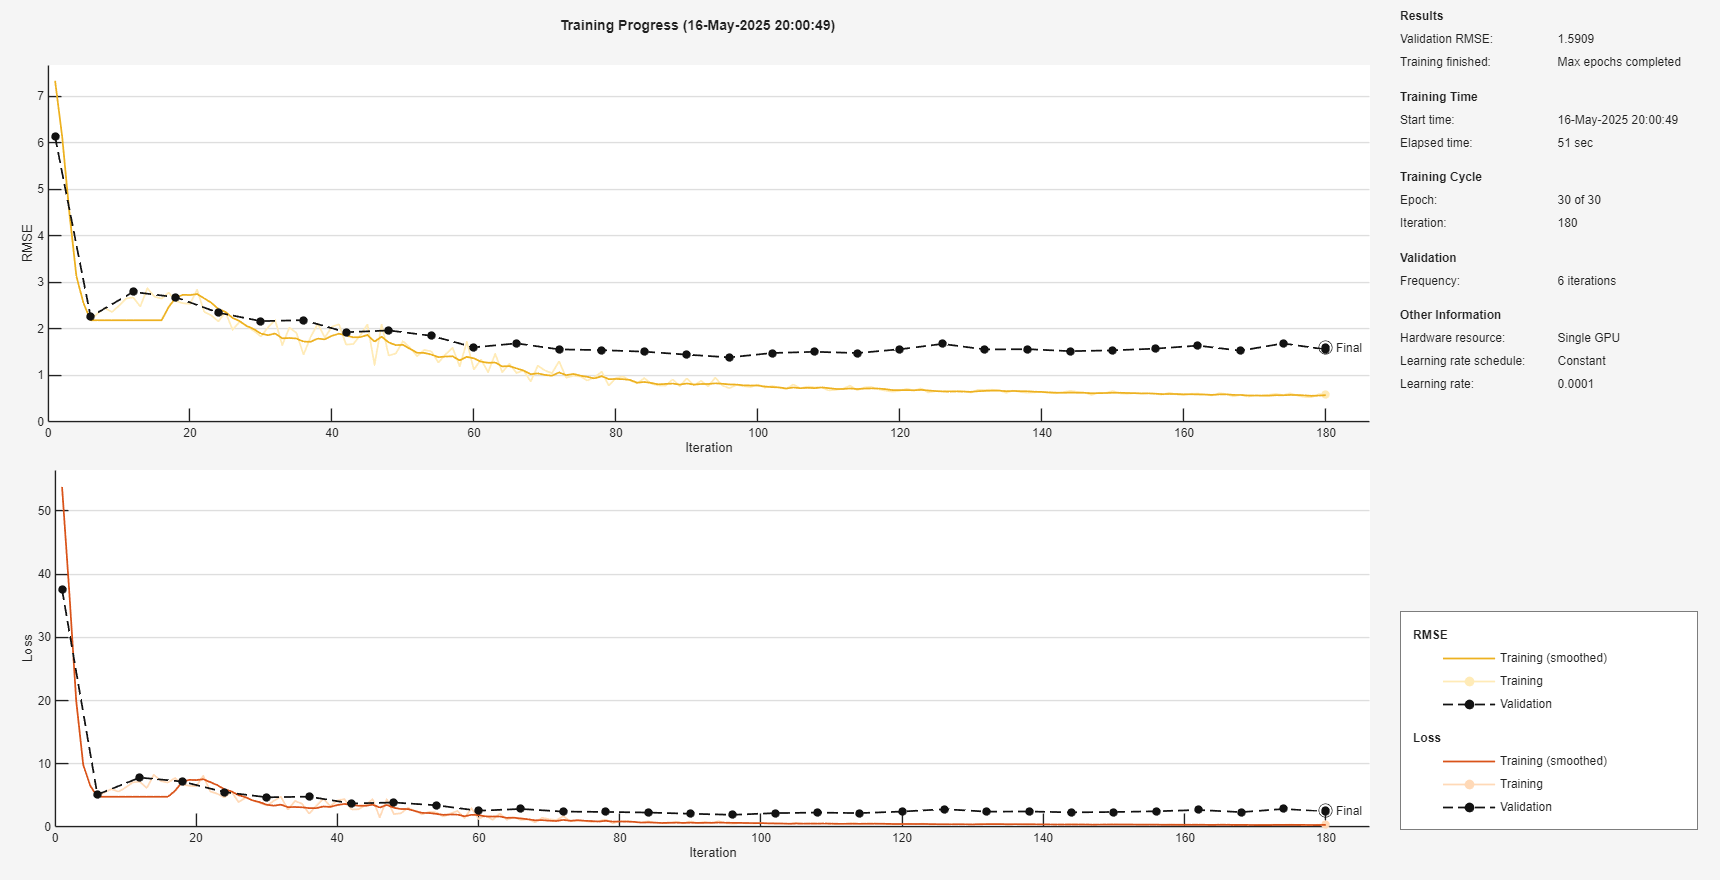 Training Progress (16-May-2025 20:00:49)
RMSE
7
6
5
4
3
2
1
0
0 20 40 60 80 100 120 140 160 180
Iteration
Final
Loss
50
40
30
20
10
0
0 20 40 60 80 100 120 140 160 180
Iteration
Final
Results
Validation RMSE: 1.5909
Training finished: Max epochs completed
Training Time
Start time: 16-May-2025 20:00:49
Elapsed time: 51 sec
Training Cycle
Epoch: 30 of 30
Iteration: 180
Validation
Frequency: 6 iterations
Other Information
Hardware resource: Single GPU
Learning rate schedule: Constant
Learning rate: 0.0001
RMSE
Training (smoothed)
Training
Validation
Loss
Training (smoothed)
Training
Validation